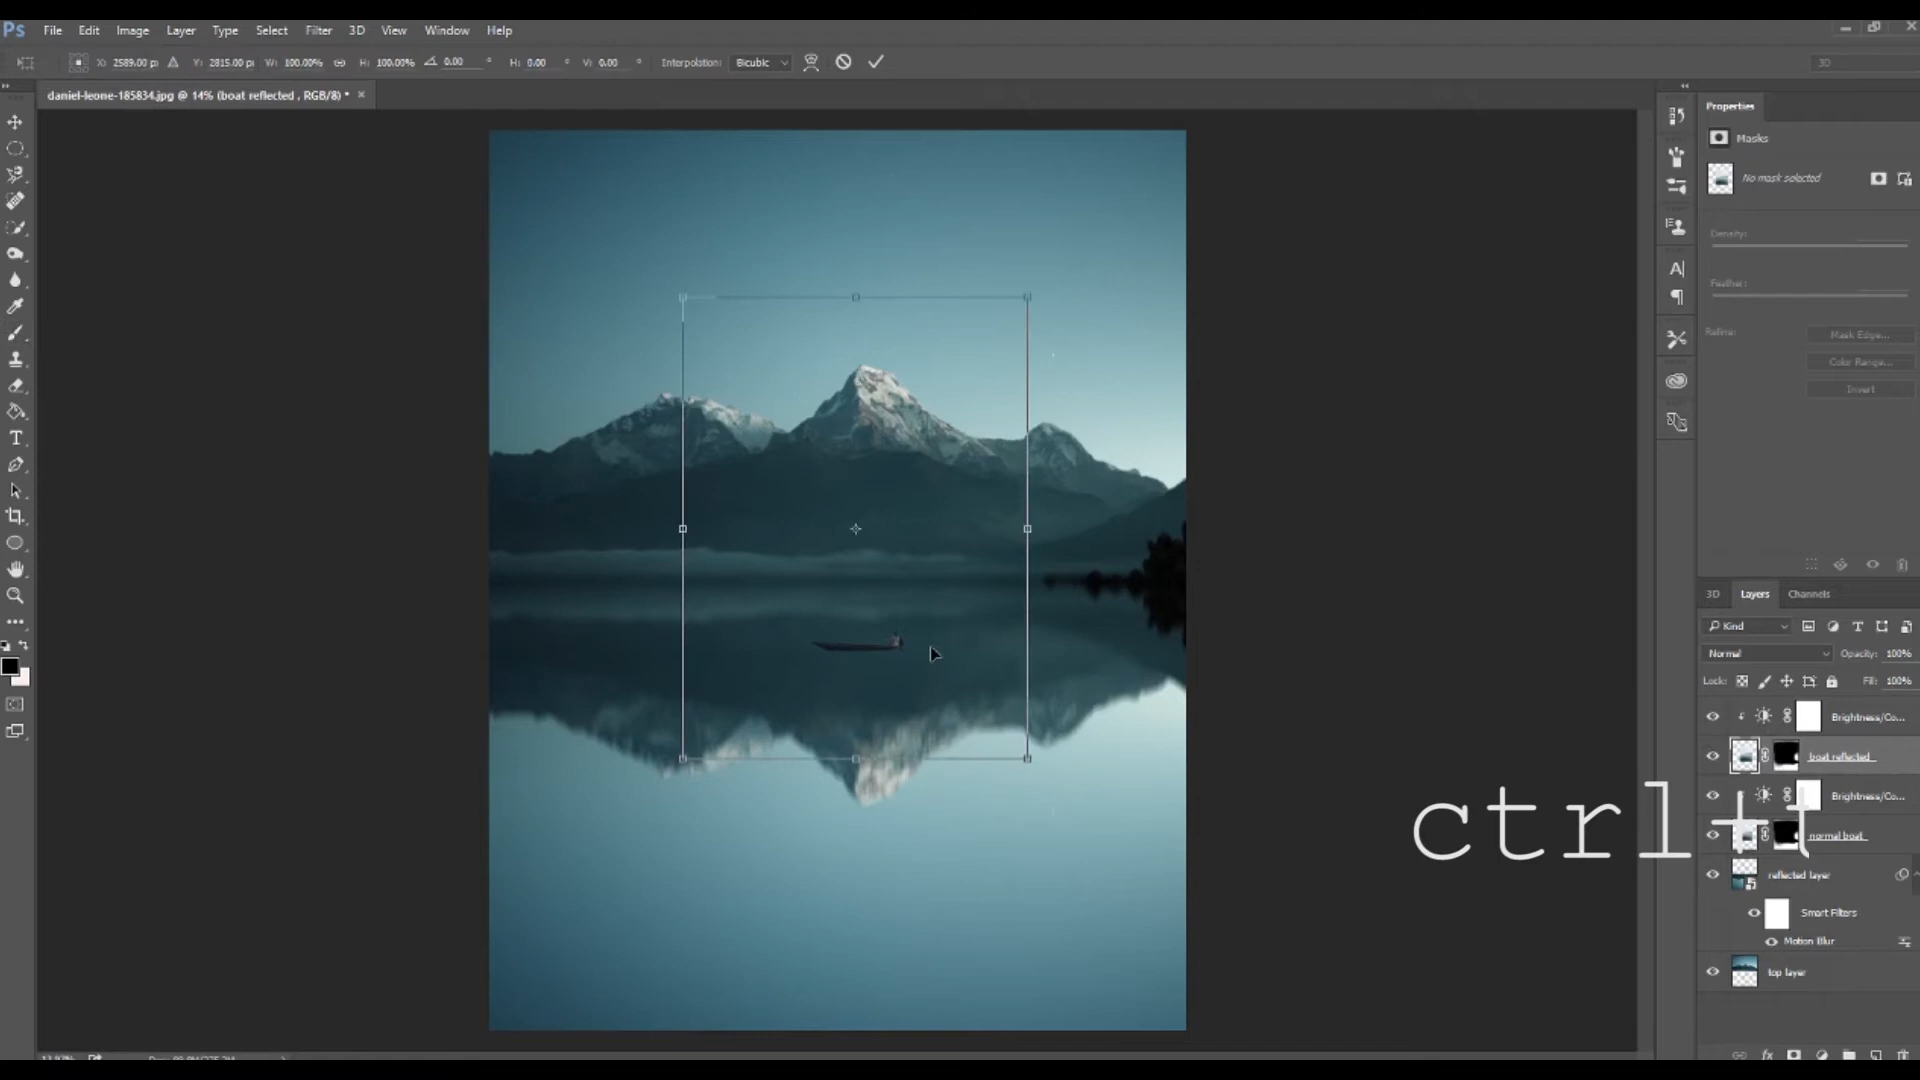 Ps File Edit Image Layer Type Select Filter 3D View Window Help
X: 2589.00 pi Y: 2815.00 pi W: 100.00% H: 100.00% 0.00 ° H: 0.00 ° V: 0.00 ° Interpolation: Bicubic 3D
daniel-leone-185834.jpg @ 14% (boat reflected , RGB/8) * ×
Properties
Masks
No mask selected
Density:
Feather:
Refine: Mask Edge...
Color Range...
Invert
3D Layers Channels
Kind
Normal Opacity: 100%
Lock: Fill: 100%
Brightness/Co...
boat reflected
Brightness/Co...
ctrl+t
normal boat
reflected layer
Smart Filters
Motion Blur
top layer